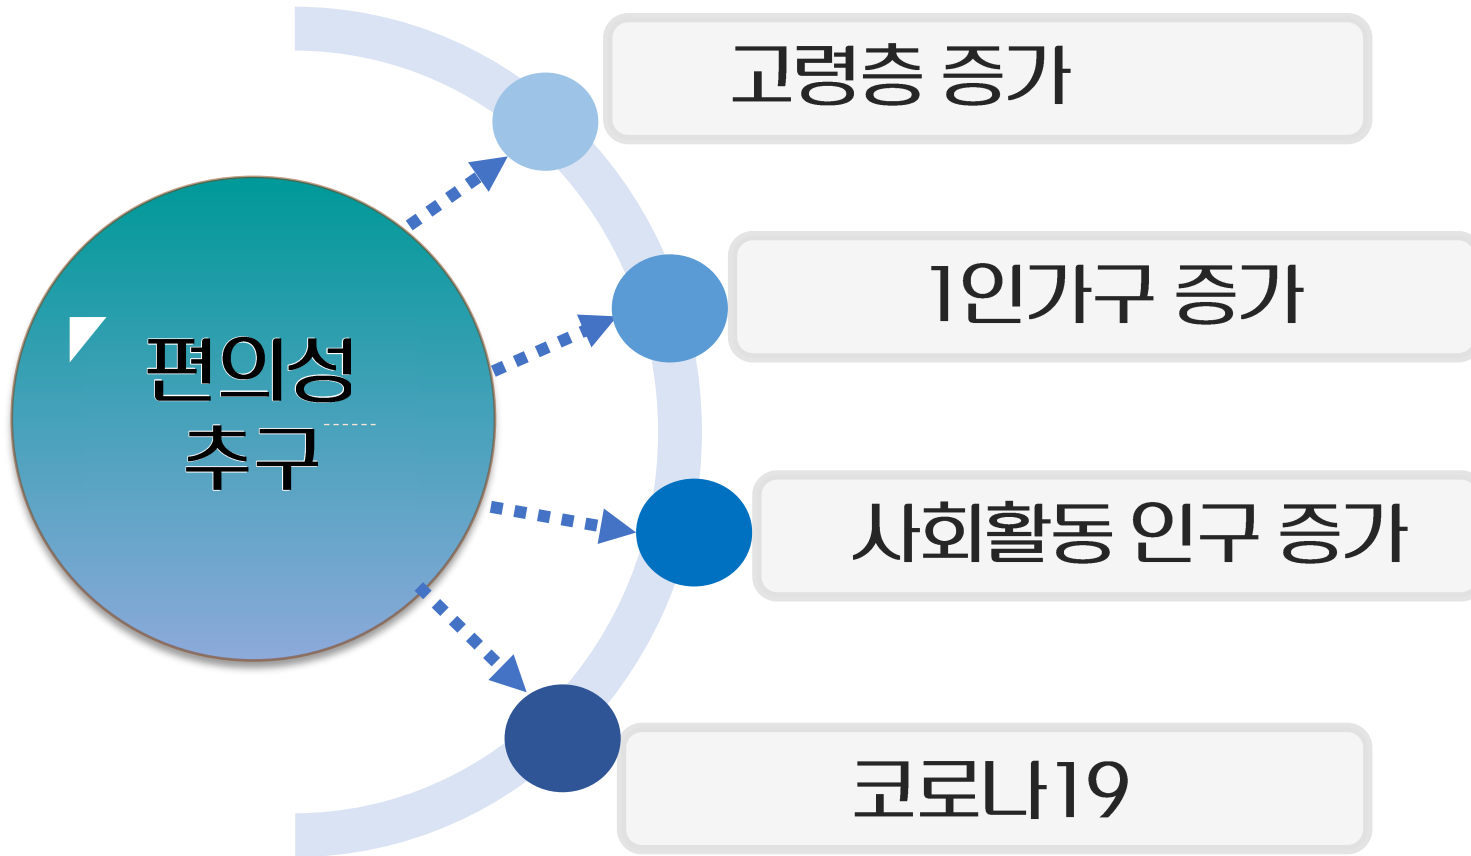 편의성
추구
고령층 증가
1인가구 증가
사회활동 인구 증가
코로나19